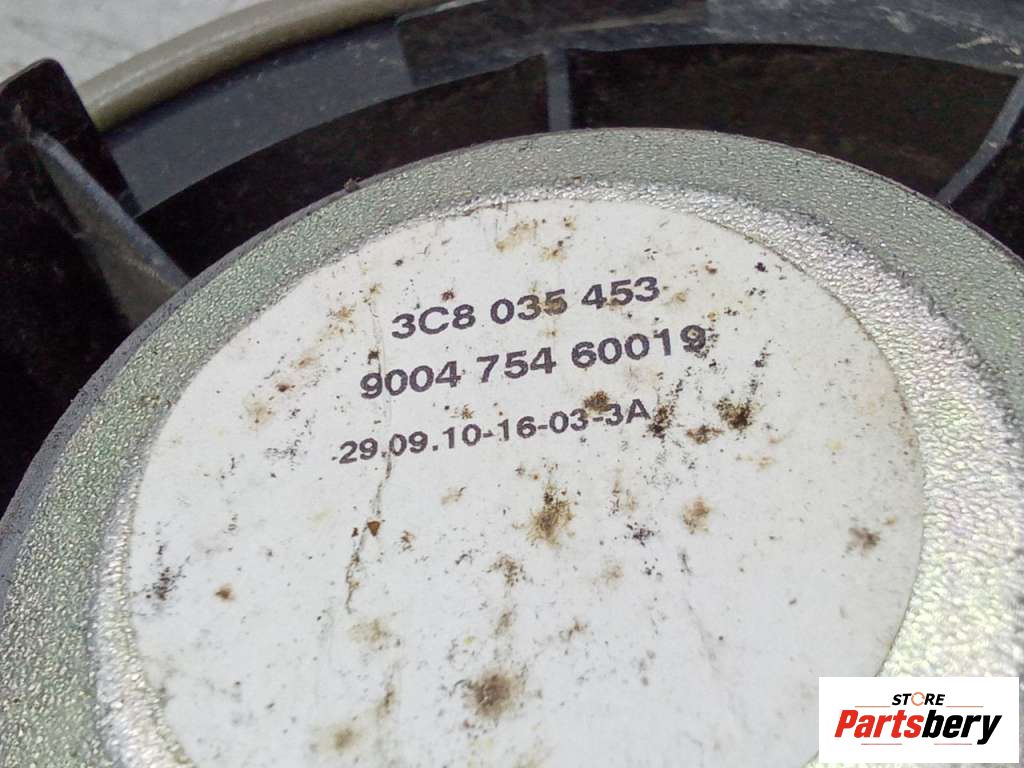 3C8 035 453
9004 754 60019
29.09.10-16-03-3A
STORE
Partsbery